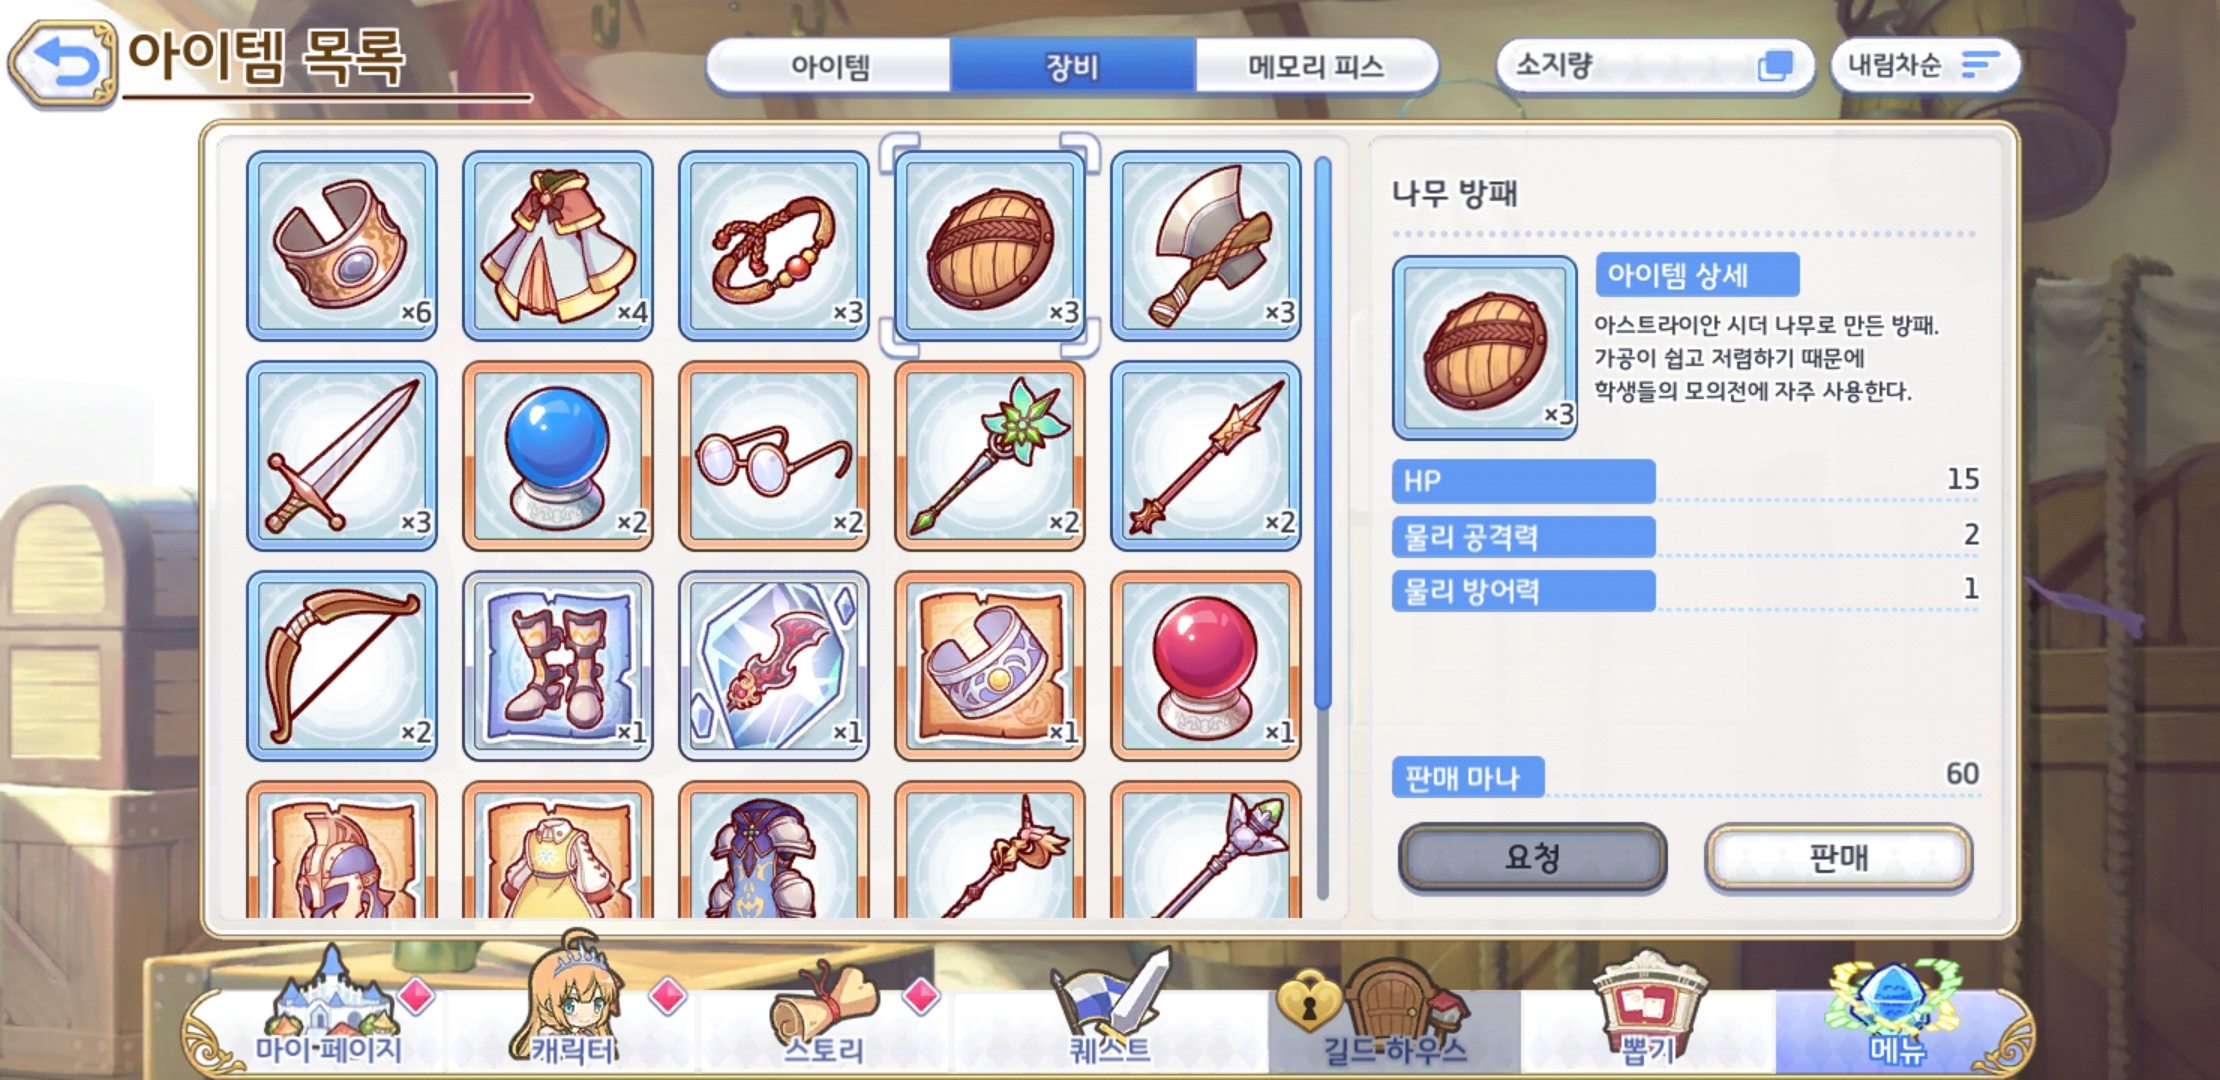 아이템 목록
아이템
장비
메모리 피스
소지량
내림차순
×6
×4
×3
×3
×3
×3
×2
×2
×2
×2
×2
×1
×1
×1
×1
나무 방패
아이템 상세
아스트라이안 시더 나무로 만든 방패.
가공이 쉽고 저렴하기 때문에
학생들의 모의전에 자주 사용한다.
×3
HP 15
물리 공격력 2
물리 방어력 1
판매 마나 60
요청
판매
마이 페이지
캐릭터
스토리
퀘스트
길드 하우스
뽑기
메뉴